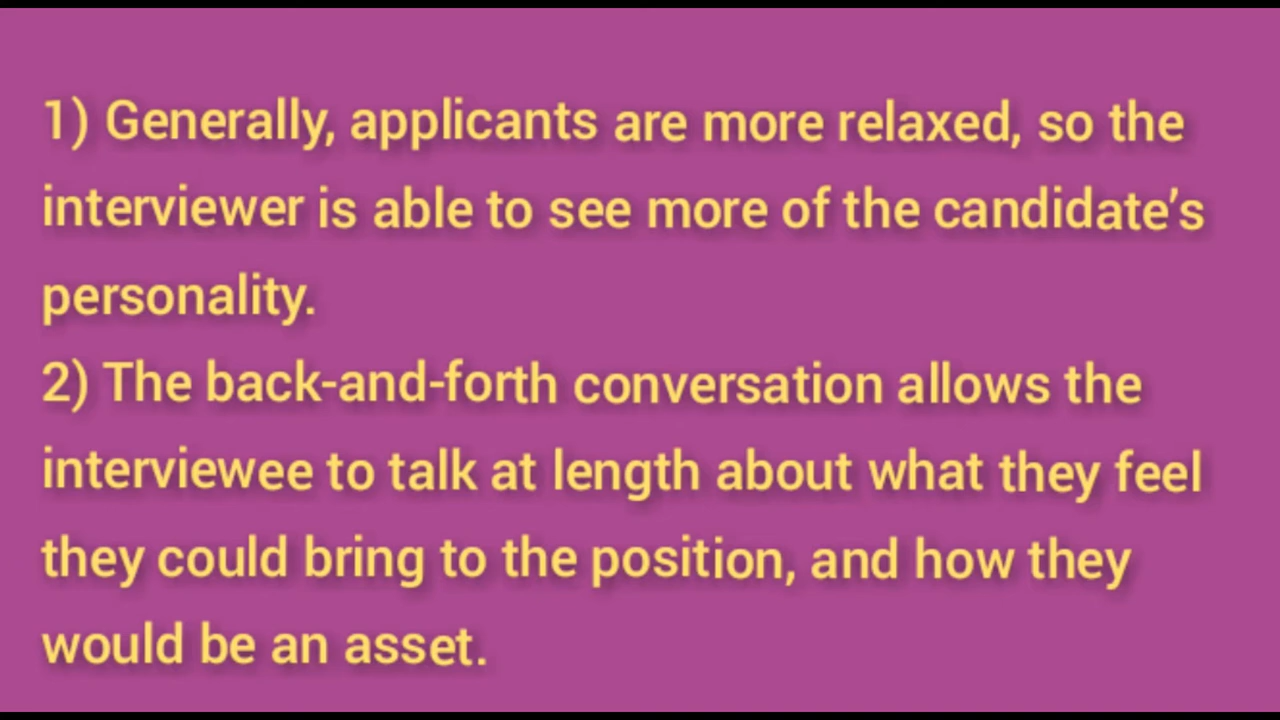 1) Generally, applicants are more relaxed, so the
interviewer is able to see more of the candidate's
personality.
2) The back-and-forth conversation allows the
interviewee to talk at length about what they feel
they could bring to the position, and how they
would be an asset.